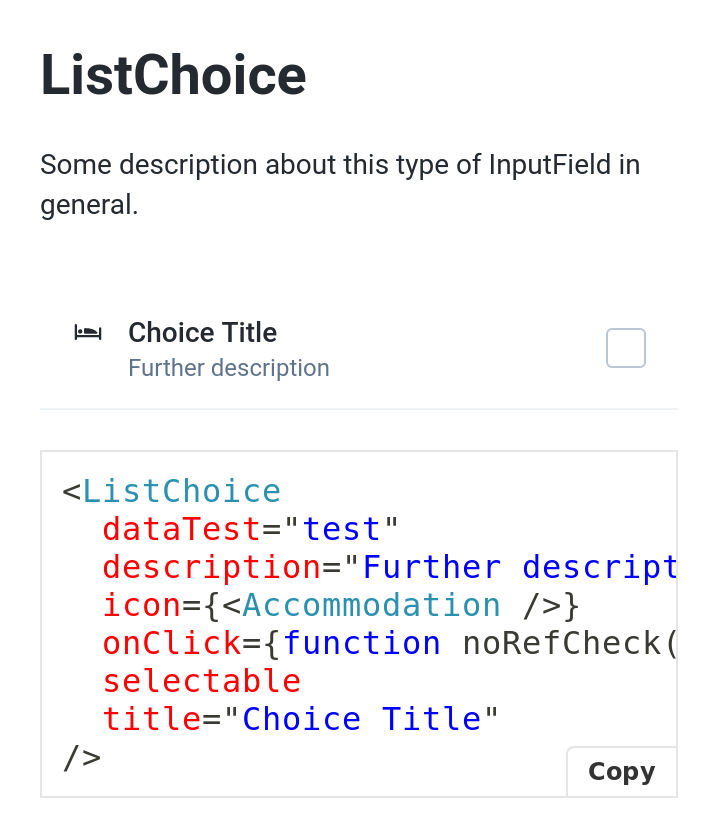 ListChoice
Some description about this type of InputField in
general.
Choice Title
Further description
<ListChoice
  dataTest="test"
  description="Further descript
  icon={<Accommodation />}
  onClick={function noRefCheck(
  selectable
  title="Choice Title"
/>
Copy